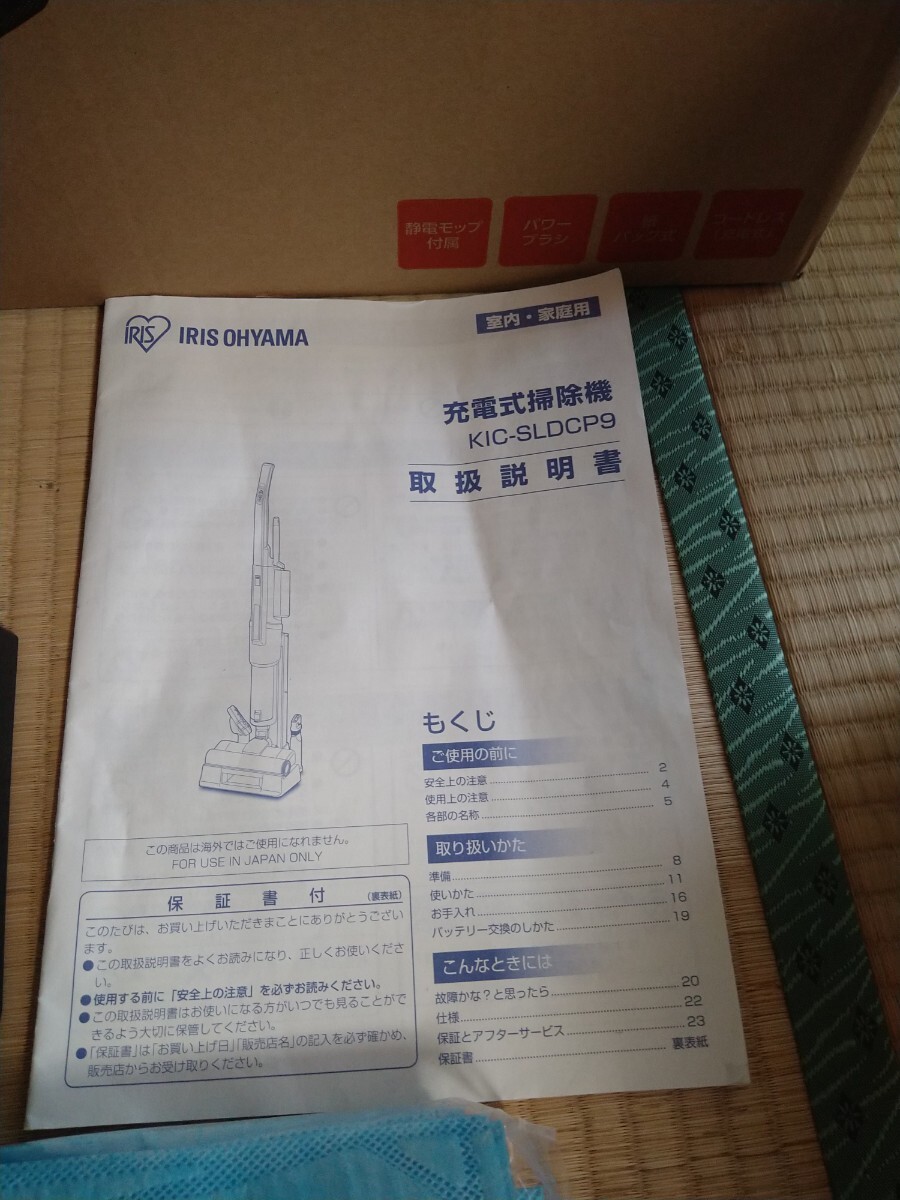 静電モップ
付属
パワー
ブラシ
紙
パック式
コードレス
IRIS
IRIS OHYAMA
室内・家庭用
充電式掃除機
KIC-SLDCP9
取扱説明書
この商品は海外ではご使用になれません。
FOR USE IN JAPAN ONLY
保証書付 (裏表紙)
このたびは、お買い上げいただきまことにありがとうござい
ます。
●この取扱説明書をよくお読みになり、正しくお使いくださ
い。
●使用する前に「安全上の注意」を必ずお読みください。
●この取扱説明書はお使いになる方がいつでも見ることがで
きるよう大切に保管してください。
●「保証書」は「お買い上げ日」「販売店名」の記入を必ず確かめ、
販売店からお受け取りください。
もくじ
ご使用の前に
安全上の注意 2
使用上の注意 4
各部の名称 5
取り扱いかた
準備 8
使いかた 11
お手入れ 16
バッテリー交換のしかた 19
こんなときには
故障かな?と思ったら 20
仕様 22
保証とアフターサービス 23
保証書 裏表紙